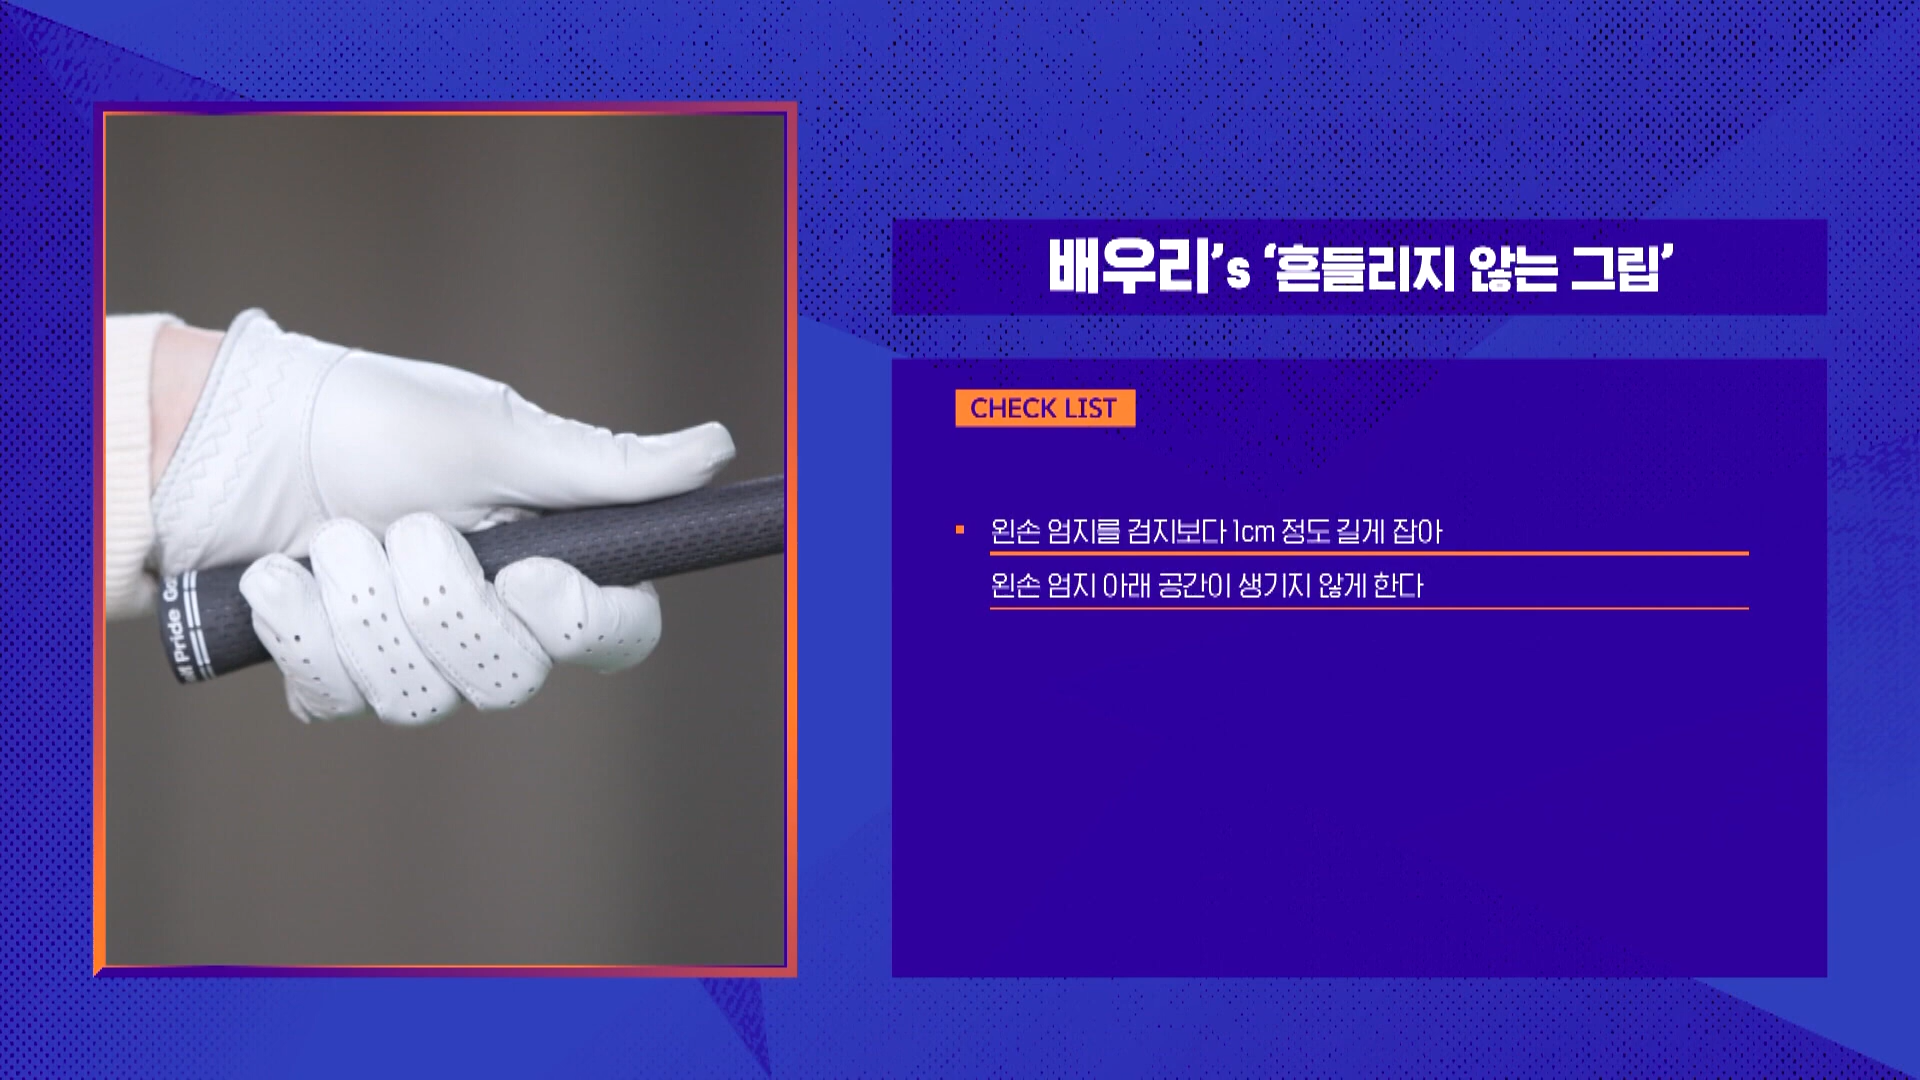 배우리's '흔들리지 않는 그립'
CHECK LIST
왼손 엄지를 검지보다 1cm 정도 길게 잡아
왼손 엄지 아래 공간이 생기지 않게 한다
Pride